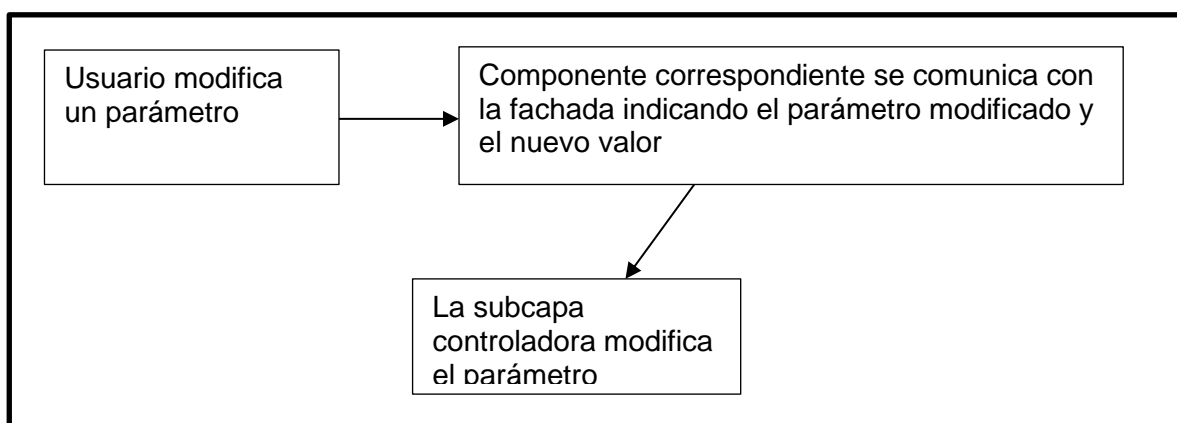 Usuario modifica
un parámetro
Componente correspondiente se comunica con
la fachada indicando el parámetro modificado y
el nuevo valor
La subcapa
controladora modifica
el parámetro